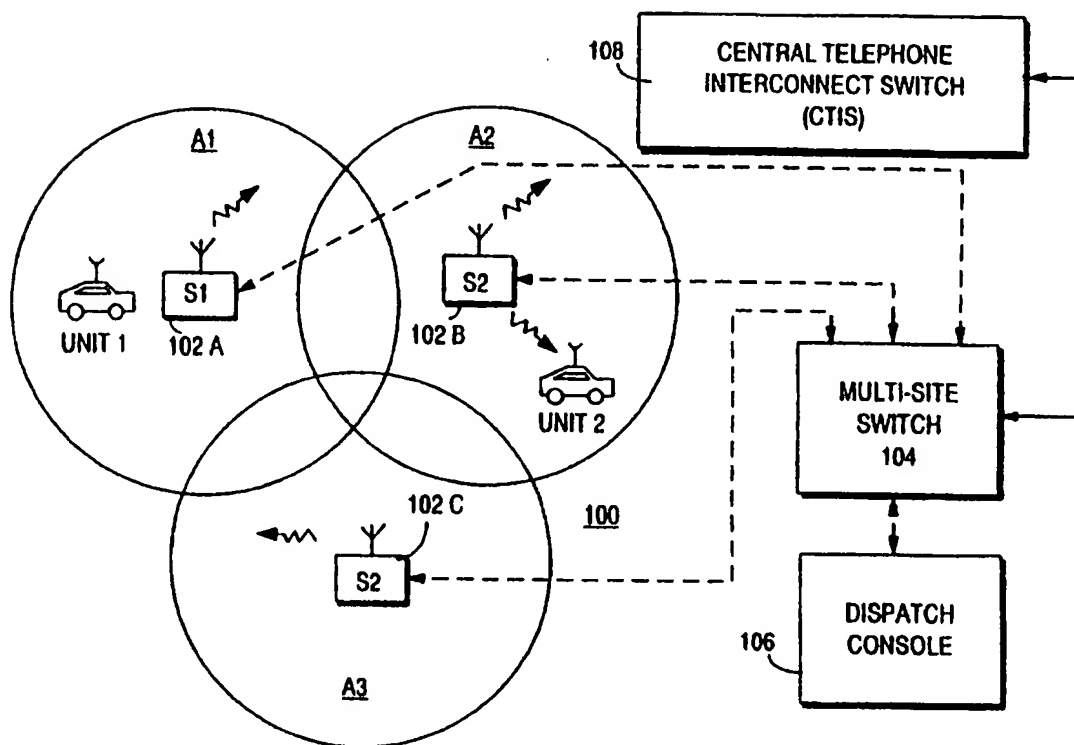 108
CENTRAL TELEPHONE
INTERCONNECT SWITCH
(CTIS)
A1
A2
S1
UNIT 1
102 A
S2
102 B
UNIT 2
MULTI-SITE
SWITCH
104
102 C
100
S2
DISPATCH
CONSOLE
106
A3